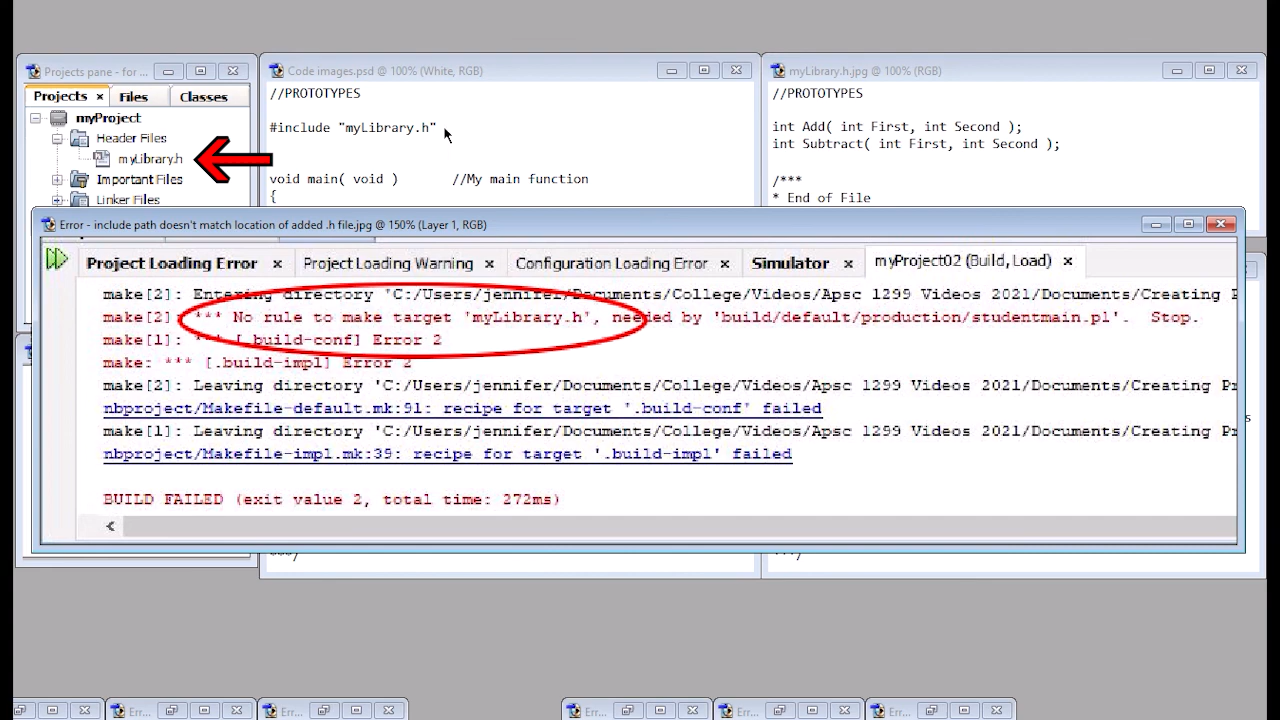 Projects pane - for ...
Projects x
Files
Classes
myProject
Header Files
myLibrary.h
Important Files
Linker Files
Code images.psd @ 100% (White, RGB)
//PROTOTYPES
#include "myLibrary.h"
void main( void ) //My main function
{
myLibrary.h.jpg @ 100% (RGB)
//PROTOTYPES
int Add( int First, int Second );
int Subtract( int First, int Second );
/***
* End of File
Error - include path doesn't match location of added .h file.jpg @ 150% (Layer 1, RGB)
Project Loading Error x Project Loading Warning x Configuration Loading Error x Simulator x myProject02 (Build, Load) x
make[2]: Entering directory 'C:/Users/jennifer/Documents/College/Videos/Apsc 1299 Videos 2021/Documents/Creating P
make[2]: *** No rule to make target 'myLibrary.h', needed by 'build/default/production/studentmain.p1'. Stop.
make[1]: *** [.build-conf] Error 2
make: *** [.build-impl] Error 2
make[2]: Leaving directory 'C:/Users/jennifer/Documents/College/Videos/Apsc 1299 Videos 2021/Documents/Creating Pr
nbproject/Makefile-default.mk:91: recipe for target '.build-conf' failed
make[1]: Leaving directory 'C:/Users/jennifer/Documents/College/Videos/Apsc 1299 Videos 2021/Documents/Creating Pr
nbproject/Makefile-impl.mk:39: recipe for target '.build-impl' failed
BUILD FAILED (exit value 2, total time: 272ms)
Err...
Err...
Err...
Err...
Err...